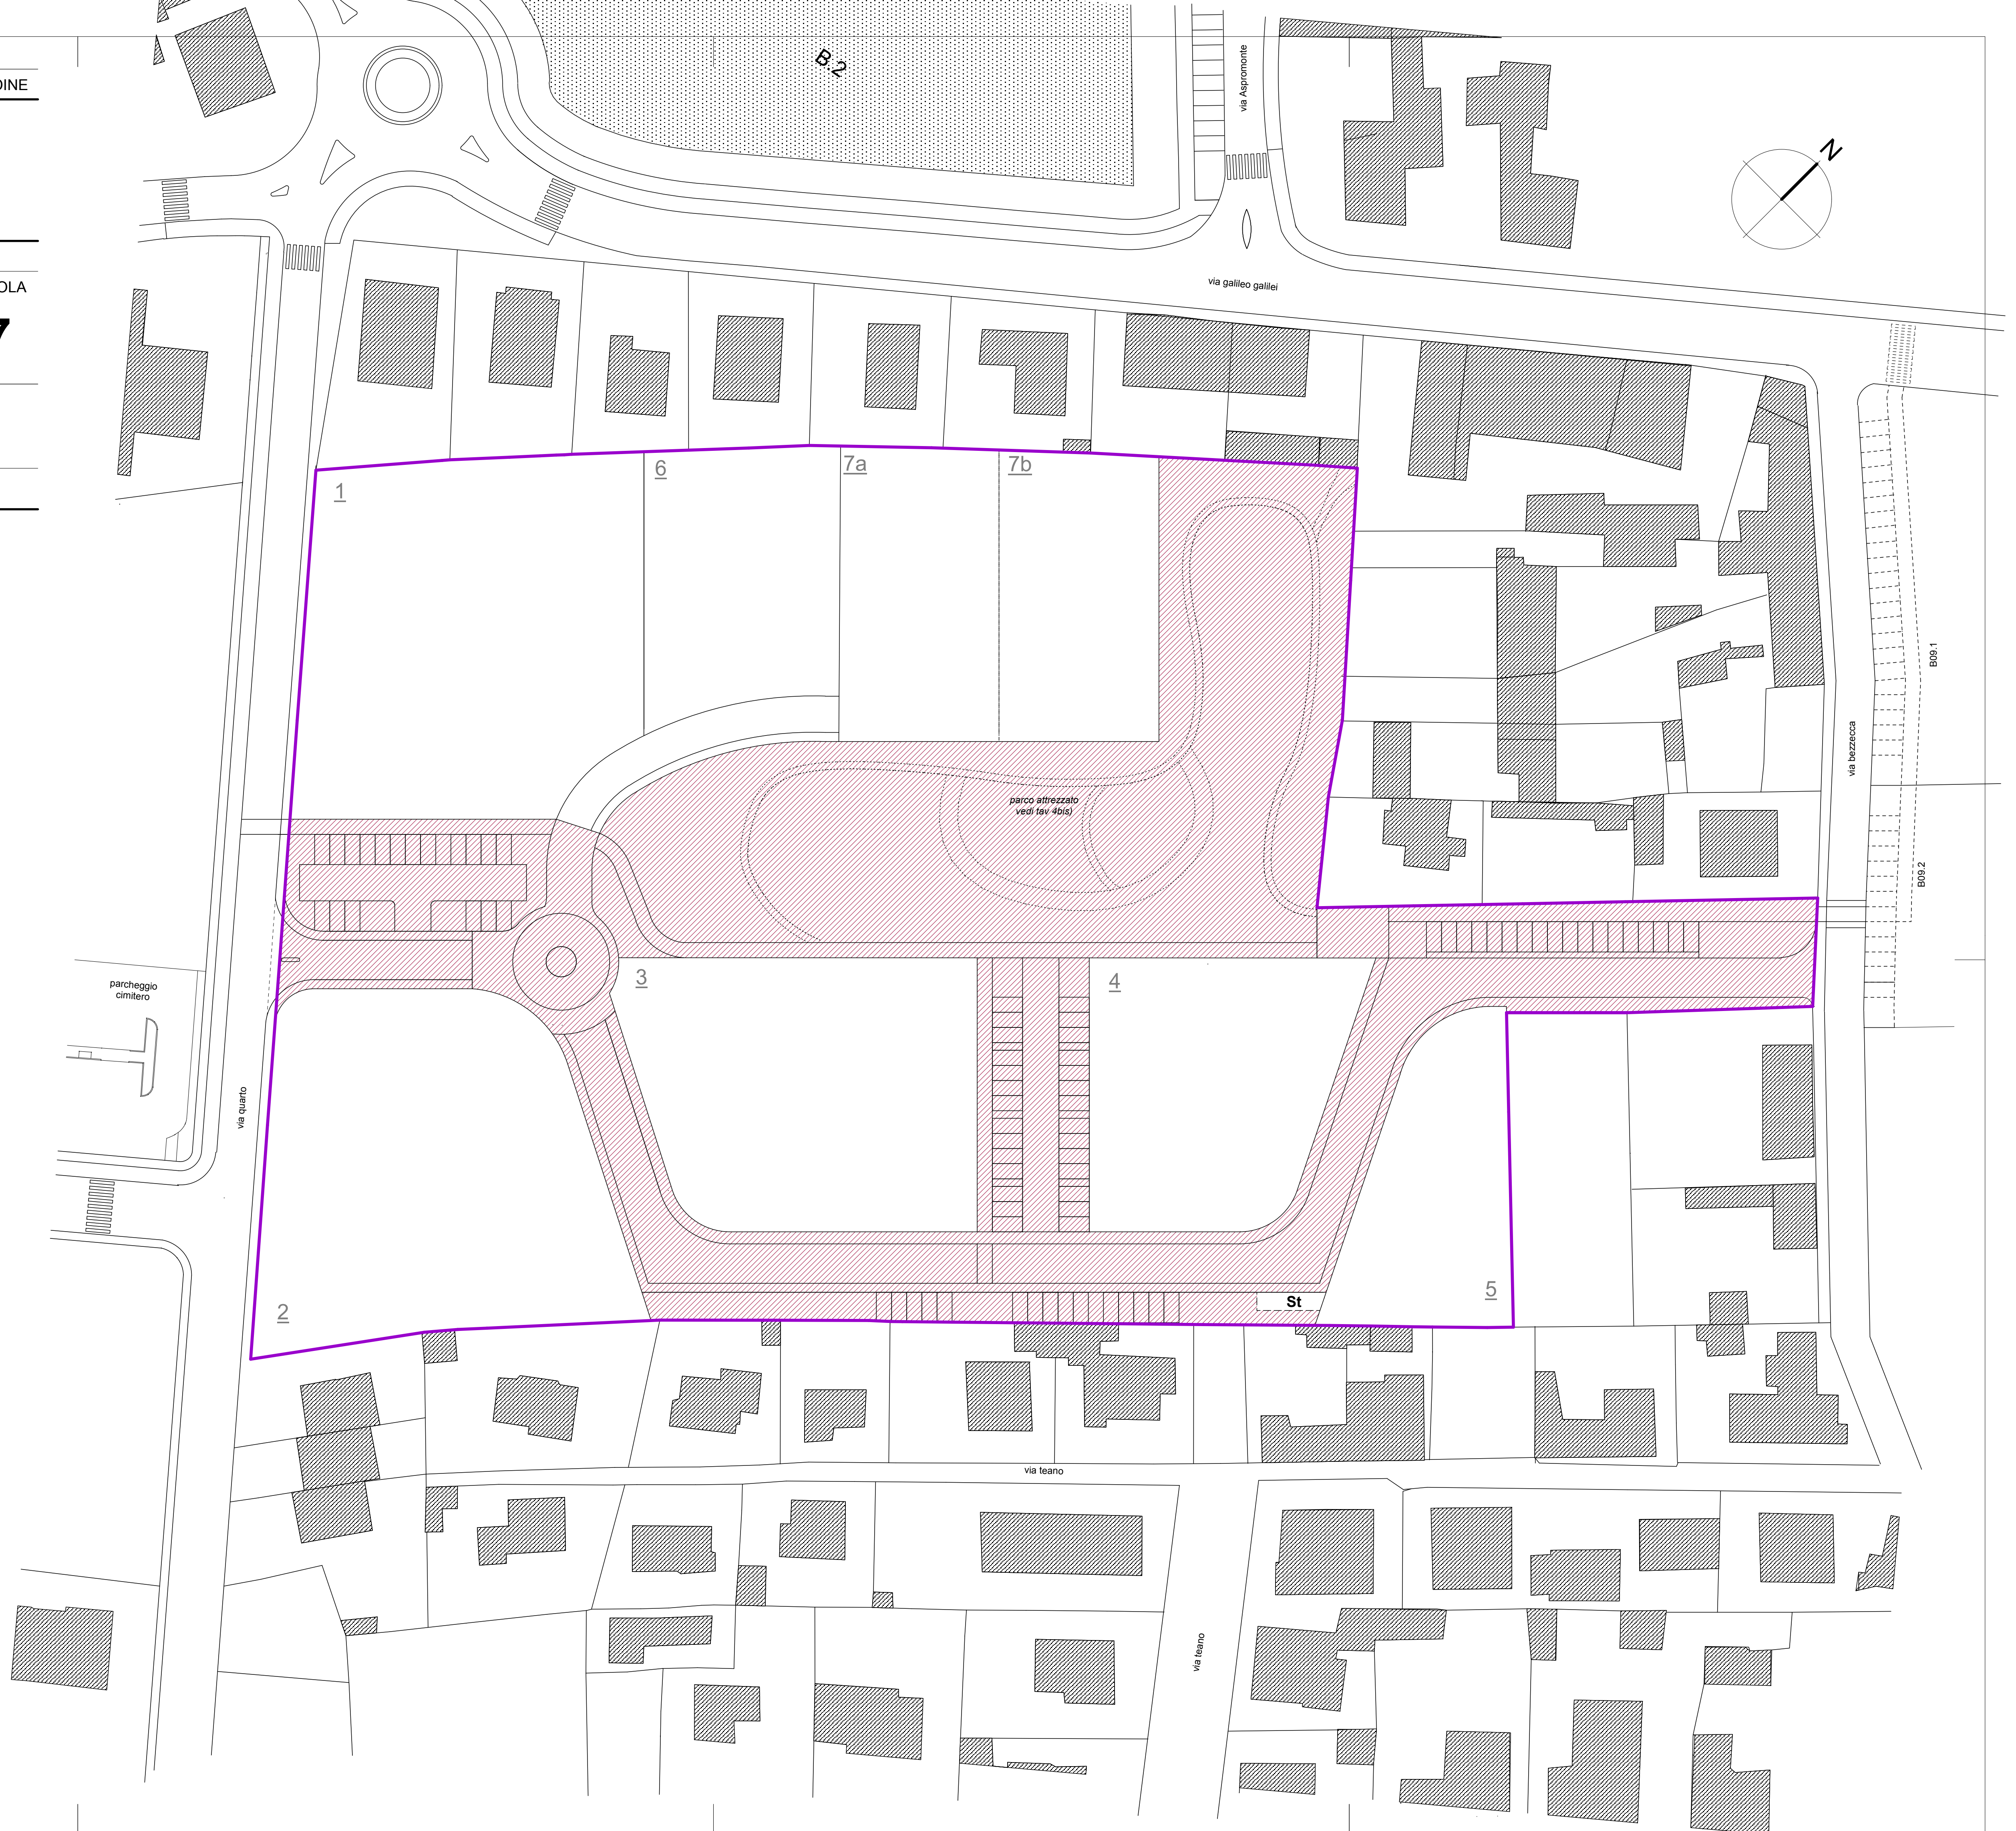 DINE
OLA
7
B.2
via Aspromonte
N
via galileo galilei
1
6
7a
7b
B09.1
via bezzecca
parco attrezzato
vedi tav 4bis)
B09.2
3
4
parcheggio
cimitero
via quarto
2
5
St
via teano
via teano